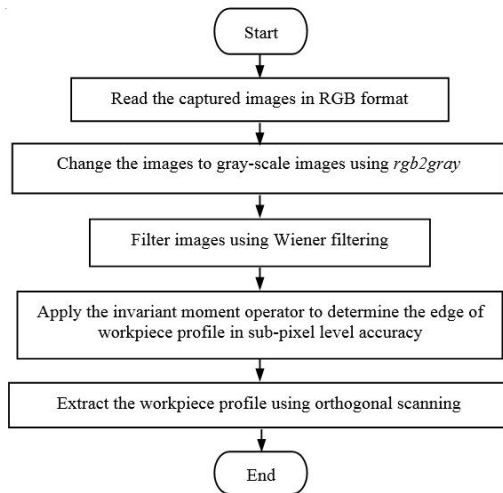 Start
Read the captured images in RGB format
Change the images to gray-scale images using rgb2gray
Filter images using Wiener filtering
Apply the invariant moment operator to determine the edge of
workpiece profile in sub-pixel level accuracy
Extract the workpiece profile using orthogonal scanning
End